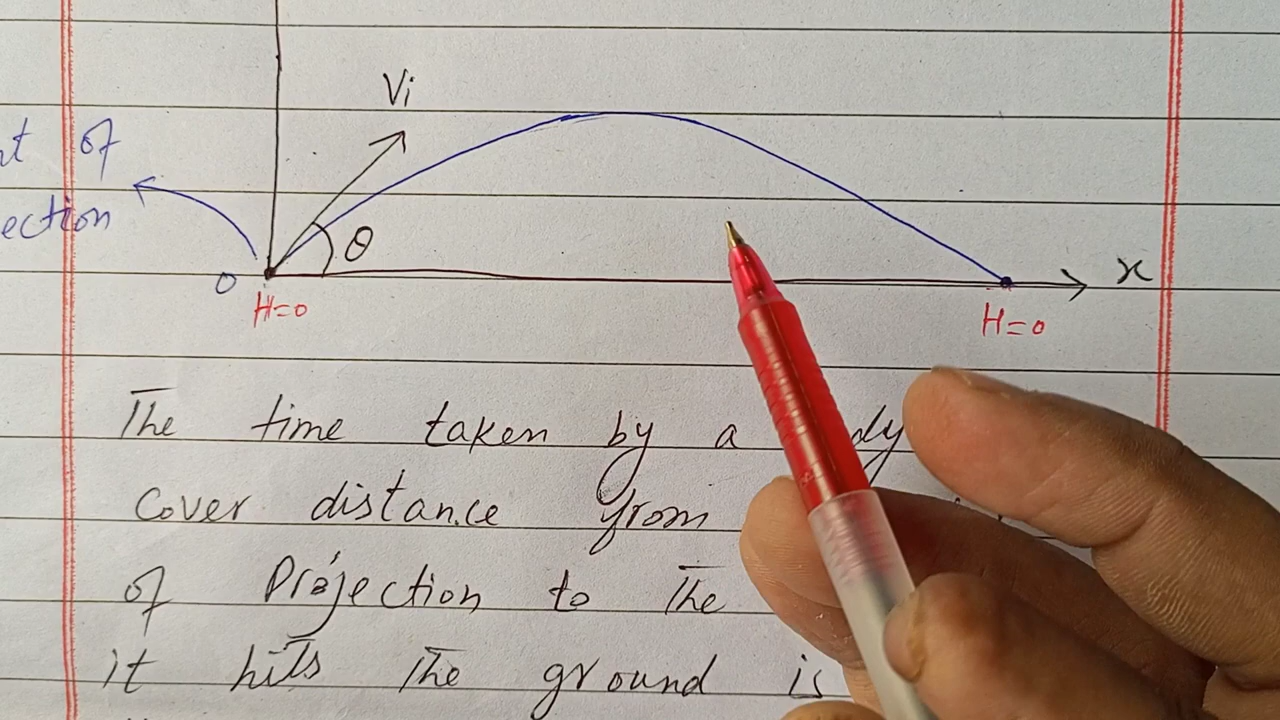 Vi
of
θ
O
x
H=0
H=0
The time taken by a
Cover distance from
of Projection to The
it hits The ground is